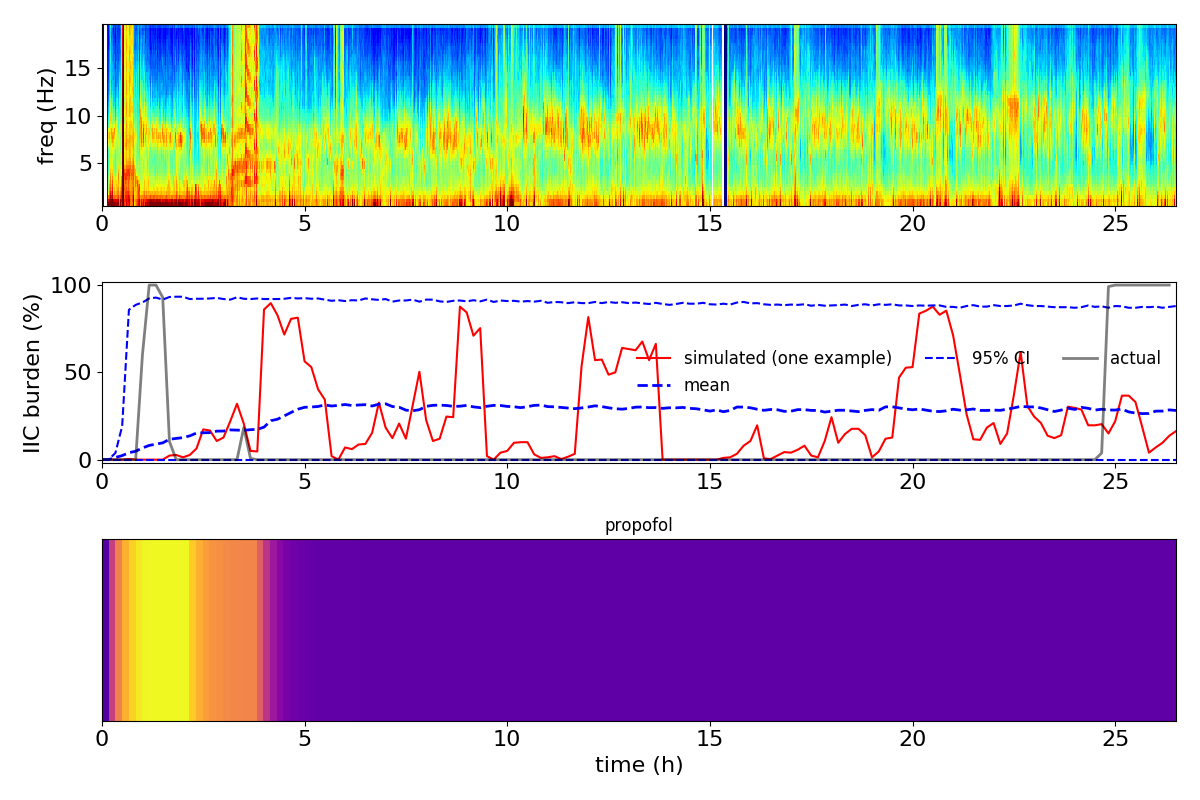 freq (Hz)
15
10
5
0 5 10 15 20 25
IIC burden (%)
100
50
0
simulated (one example) 95% CI actual
mean
0 5 10 15 20 25
propofol
0 5 10 15 20 25
time (h)